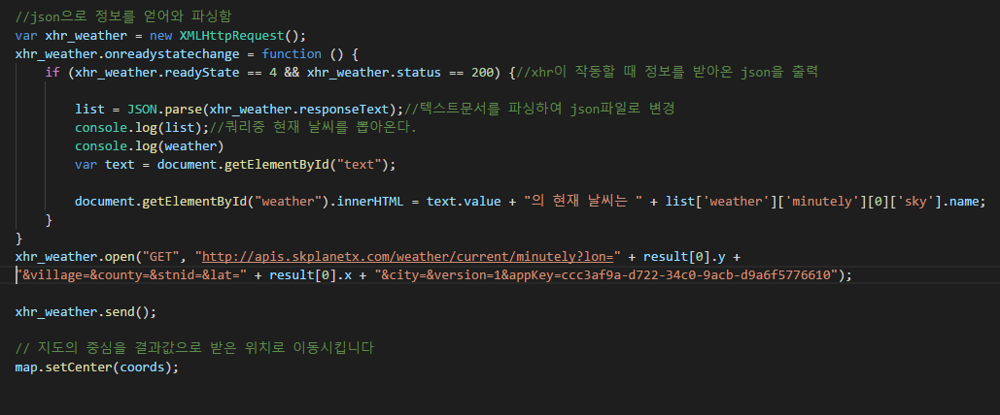 //json으로 정보를 얻어와 파싱함
var xhr_weather = new XMLHttpRequest();
xhr_weather.onreadystatechange = function () {
if (xhr_weather.readyState == 4 && xhr_weather.status == 200) {//xhr이 작동할 때 정보를 받아온 json을 출력
list = JSON.parse(xhr_weather.responseText);//텍스트문서를 파싱하여 json파일로 변경
console.log(list);//쿼리중 현재 날씨를 뽑아온다.
console.log(weather)
var text = document.getElementById("text");
document.getElementById("weather").innerHTML = text.value + "의 현재 날씨는 " + list['weather']['minutely'][0]['sky'].name;
}
}
xhr_weather.open("GET", "http://apis.skplanetx.com/weather/current/minutely?lon=" + result[0].y +
"&village=&county=&stnid=&lat=" + result[0].x + "&city=&version=1&appKey=ccc3af9a-d722-34c0-9acb-d9a6f5776610");
xhr_weather.send();
// 지도의 중심을 결과값으로 받은 위치로 이동시킵니다
map.setCenter(coords);